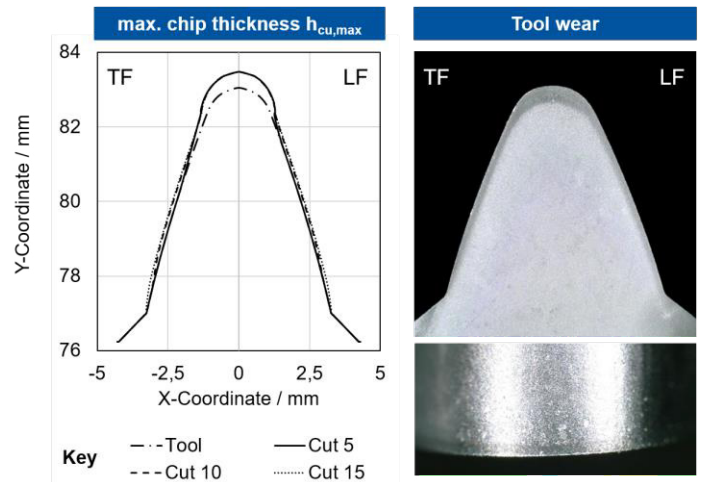 max. chip thickness hcu,max
Tool wear
TF
LF
TF
LF
Y-Coordinate / mm
84
82
80
78
76
-5
-2,5
0
2,5
5
X-Coordinate / mm
Key
Tool
Cut 5
Cut 10
Cut 15